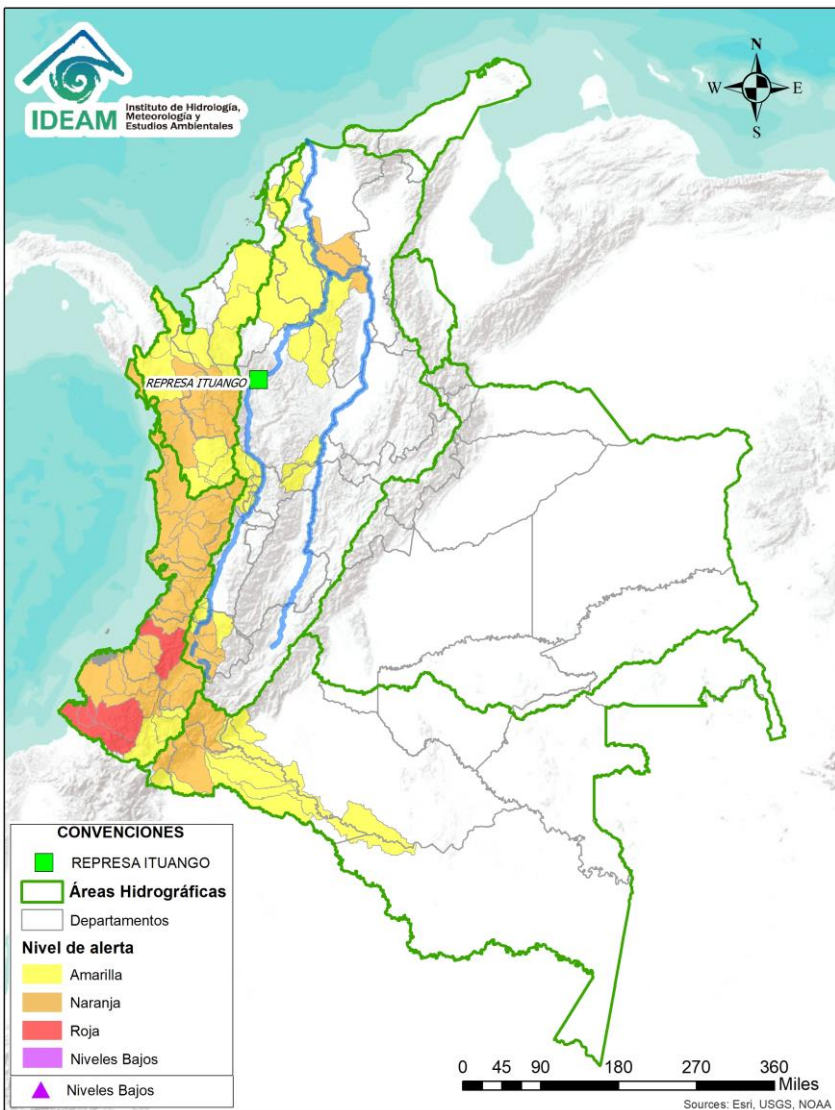 IDEAM
Instituto de Hidrología,
Meteorología y
Estudios Ambientales
N
W
E
S
REPRESA ITUANGO
CONVENCIONES
REPRESA ITUANGO
Áreas Hidrográficas
Departamentos
Nivel de alerta
Amarilla
Naranja
Roja
Niveles Bajos
Niveles Bajos
0 45 90 180 270 360
Miles
Sources: Esri, USGS, NOAA